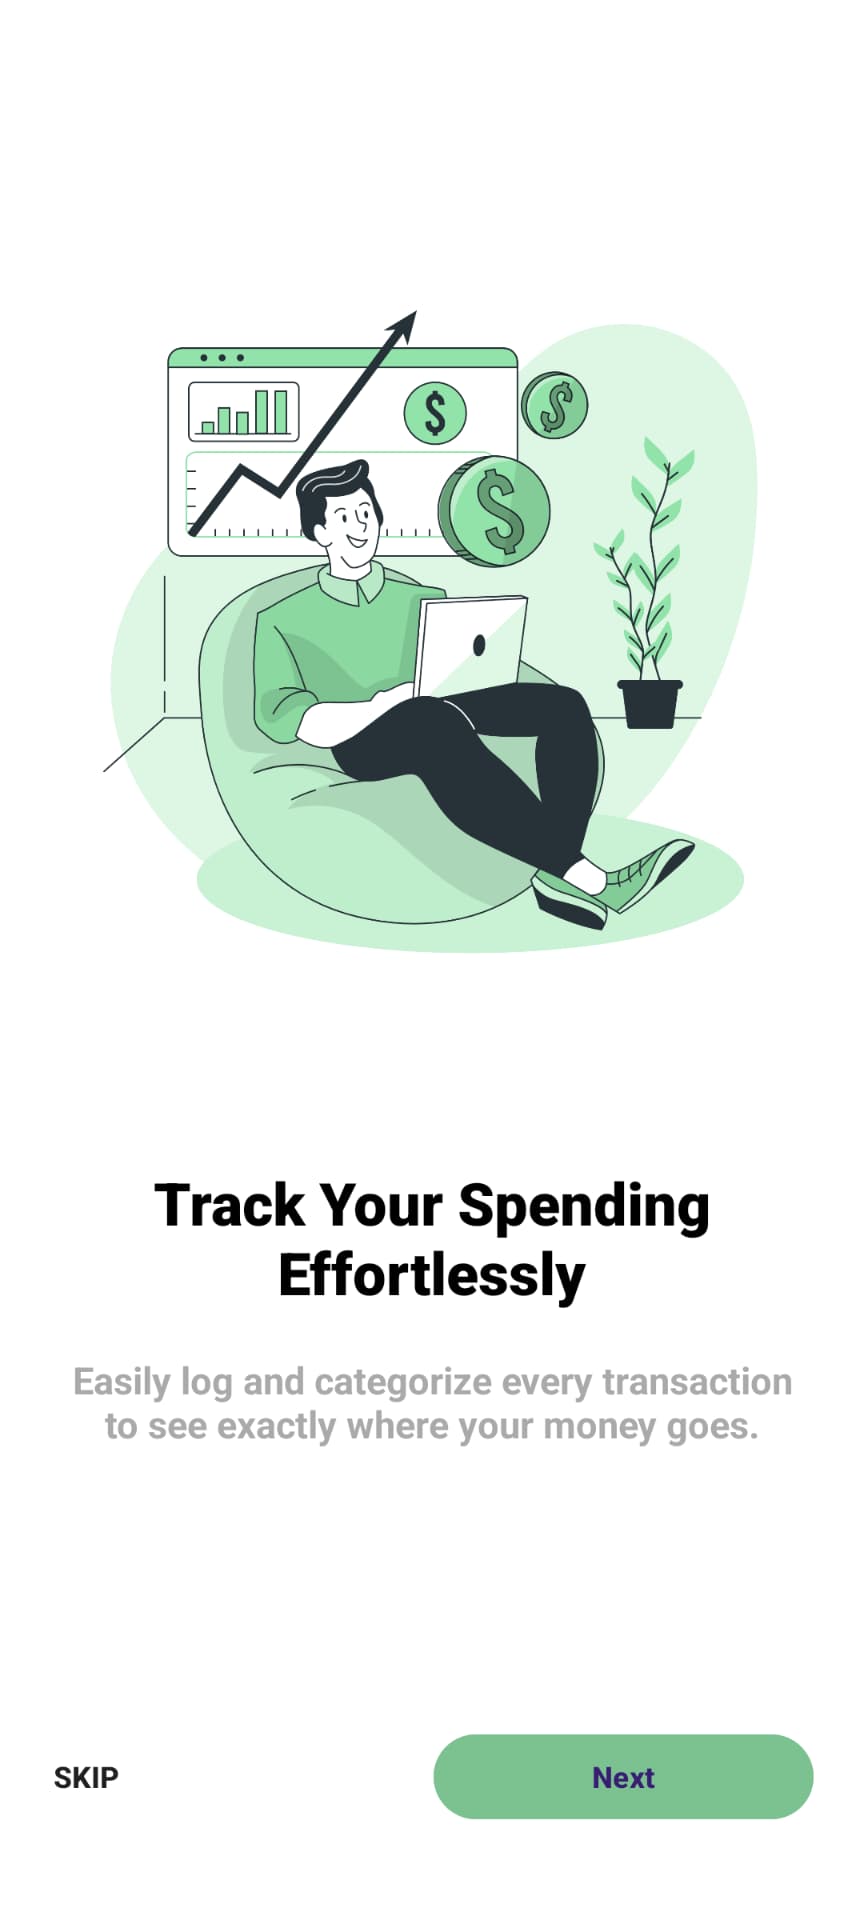 $
$
$
Track Your Spending
Effortlessly
Easily log and categorize every transaction
to see exactly where your money goes.
SKIP
Next